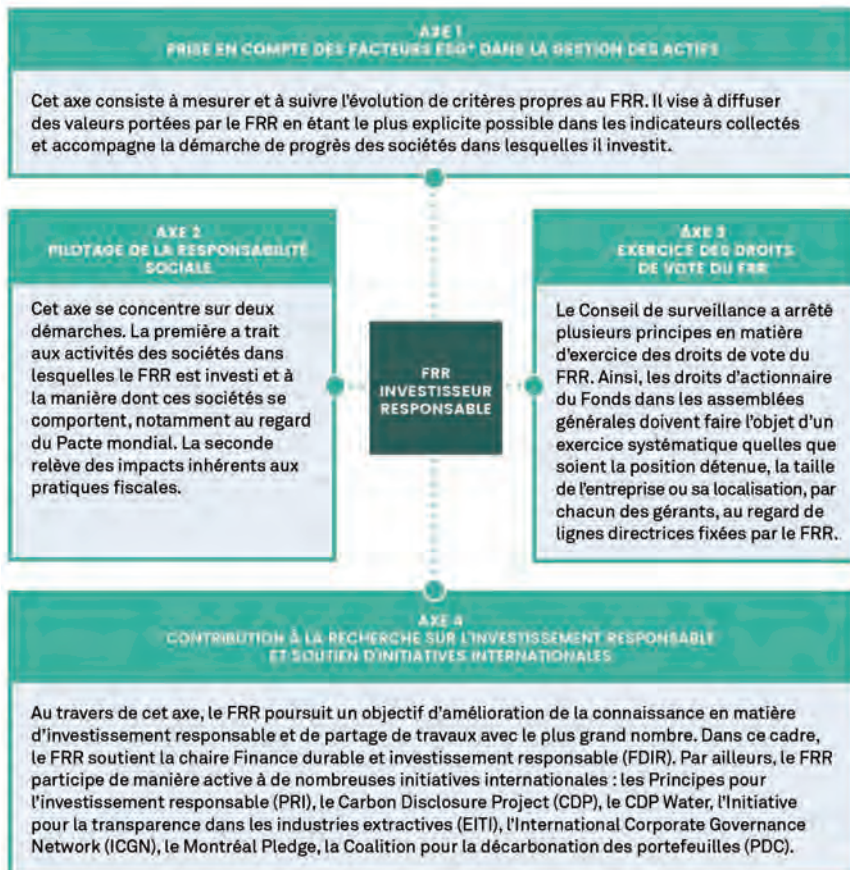 AXE 1
PRISE EN COMPTE DES FACTEURS ESG* DANS LA GESTION DES ACTIFS
Cet axe consiste à mesurer et à suivre l'évolution de critères propres au FRR. Il vise à diffuser
des valeurs portées par le FRR en étant le plus explicite possible dans les indicateurs collectés
et accompagne la démarche de progrès des sociétés dans lesquelles il investit.
AXE 2
PILOTAGE DE LA RESPONSABILITÉ
SOCIALE
Cet axe se concentre sur deux
démarches. La première a trait
aux activités des sociétés dans
lesquelles le FRR est investi et à
la manière dont ces sociétés se
comportent, notamment au regard
du Pacte mondial. La seconde
relève des impacts inhérents aux
pratiques fiscales.
FRR
INVESTISSEUR
RESPONSABLE
AXE 3
EXERCICE DES DROITS
DE VOTE DU FRR
Le Conseil de surveillance a arrêté
plusieurs principes en matière
d'exercice des droits de vote du
FRR. Ainsi, les droits d'actionnaire
du Fonds dans les assemblées
générales doivent faire l'objet d'un
exercice systématique quelles que
soient la position détenue, la taille
de l'entreprise ou sa localisation, par
chacun des gérants, au regard de
lignes directrices fixées par le FRR.
AXE 4
CONTRIBUTION À LA RECHERCHE SUR L'INVESTISSEMENT RESPONSABLE
ET SOUTIEN D'INITIATIVES INTERNATIONALES
Au travers de cet axe, le FRR poursuit un objectif d'amélioration de la connaissance en matière
d'investissement responsable et de partage de travaux avec le plus grand nombre. Dans ce cadre,
le FRR soutient la chaire Finance durable et investissement responsable (FDIR). Par ailleurs, le FRR
participe de manière active à de nombreuses initiatives internationales : les Principes pour
l'investissement responsable (PRI), le Carbon Disclosure Project (CDP), le CDP Water, l'Initiative
pour la transparence dans les industries extractives (EITI), l'International Corporate Governance
Network (ICGN), le Montréal Pledge, la Coalition pour la décarbonation des portefeuilles (PDC).